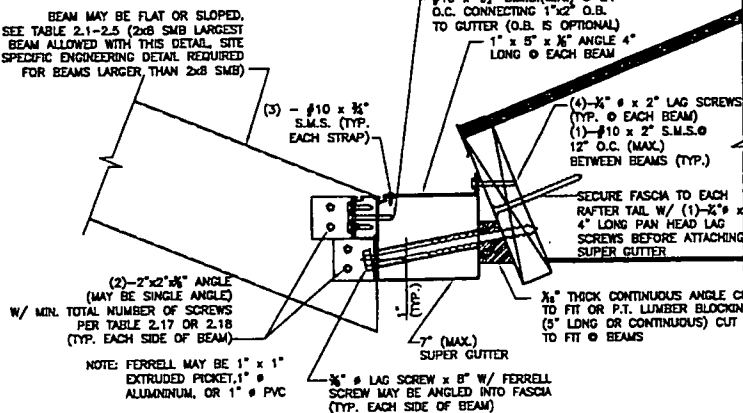 BEAM MAY BE FLAT OR SLOPED,
SEE TABLE 2.1-2.5 (2x8 SMB LARGEST
BEAM ALLOWED WITH THIS DETAIL, SITE
SPECIFIC ENGINEERING DETAIL REQUIRED
FOR BEAMS LARGER THAN 2x8 SMB)
O.C. CONNECTING 1"x2" O.B.
TO GUTTER (O.B. IS OPTIONAL)
1" x 5" x ⅛" ANGLE 4"
LONG @ EACH BEAM
(3) - #10 x ¾"
S.M.S. (TYP.
EACH STRAP)
(4)-¼" ø x 2" LAG SCREWS
(TYP. @ EACH BEAM)
(1)-#10 x 2" S.M.S.@
12" O.C. (MAX.)
BETWEEN BEAMS (TYP.)
SECURE FASCIA TO EACH
RAFTER TAIL W/ (1)-¼"ø x
4" LONG PAN HEAD LAG
SCREWS BEFORE ATTACHING
SUPER GUTTER
(2)-2"x2"x ANGLE
(MAY BE SINGLE ANGLE)
W/ MIN. TOTAL NUMBER OF SCREWS
PER TABLE 2.17 OR 2.18
(TYP. EACH SIDE OF BEAM)
1"
(TYP.)
7" (MAX.)
SUPER GUTTER
THICK CONTINUOUS ANGLE
TO FIT OR P.T. LUMBER BLOCKIN
(5" LONG OR CONTINUOUS) CUT
TO FIT @ BEAMS
NOTE: FERRELL MAY BE 1" x 1"
EXTRUDED PICKET,1" ø
ALUMNINUM, OR 1" ø PVC
⅜" ø LAG SCREW x 8" W/ FERRELL
SCREW MAY BE ANGLED INTO FASCIA
(TYP. EACH SIDE OF BEAM)